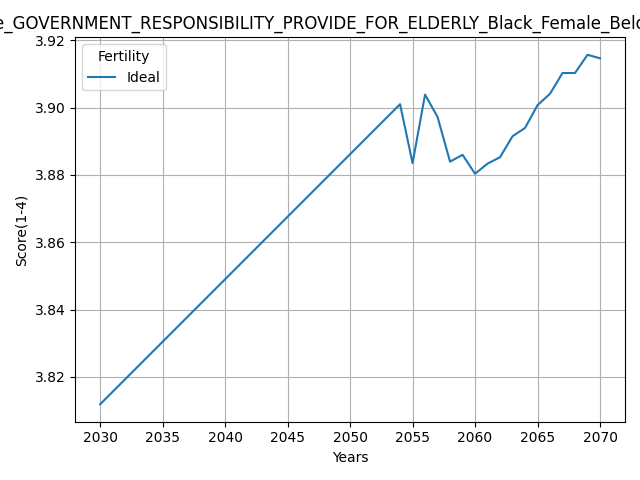 e_GOVERNMENT_RESPONSIBILITY_PROVIDE_FOR_ELDERLY_Black_Female_Belo
Fertility
Ideal
3.92
3.90
3.88
3.86
3.84
3.82
Score(1-4)
2030 2035 2040 2045 2050 2055 2060 2065 2070
Years